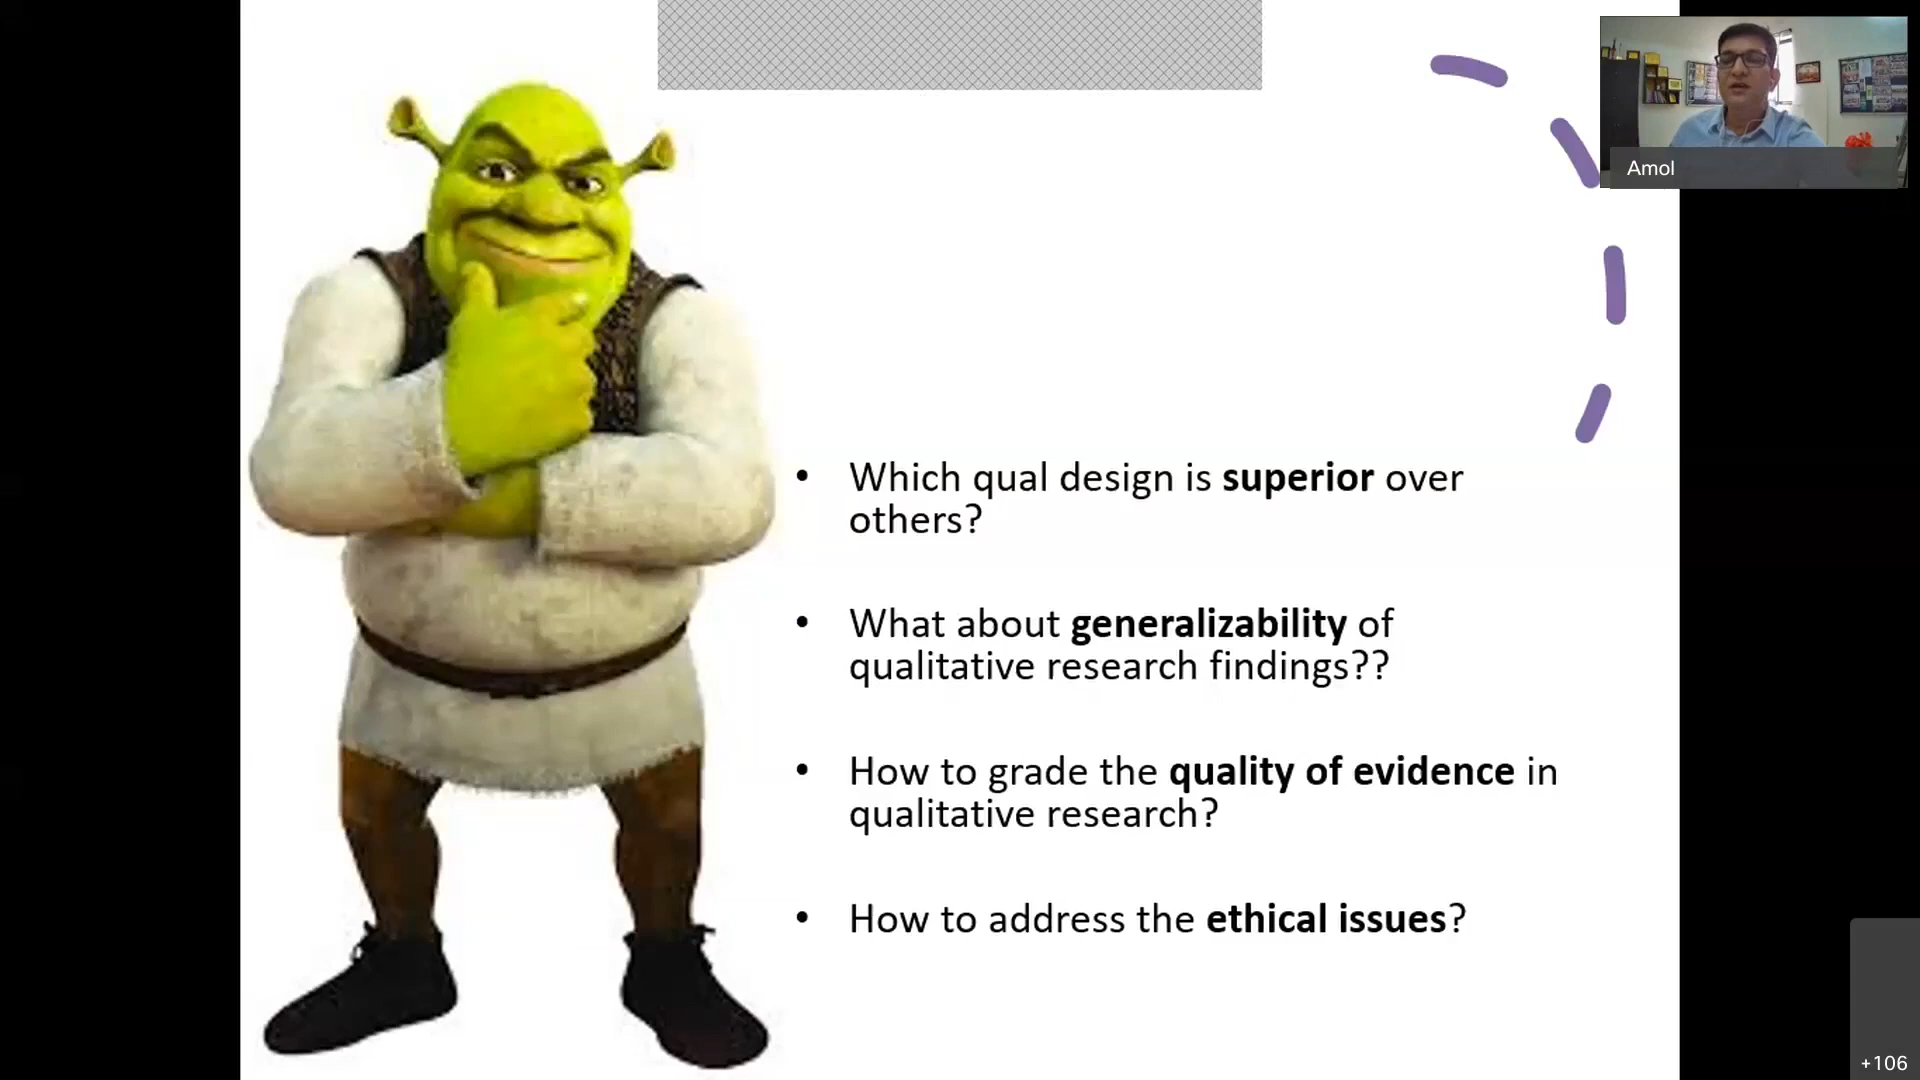 Amol
• Which qual design is superior over
others?
• What about generalizability of
qualitative research findings??
• How to grade the quality of evidence in
qualitative research?
• How to address the ethical issues?
+106